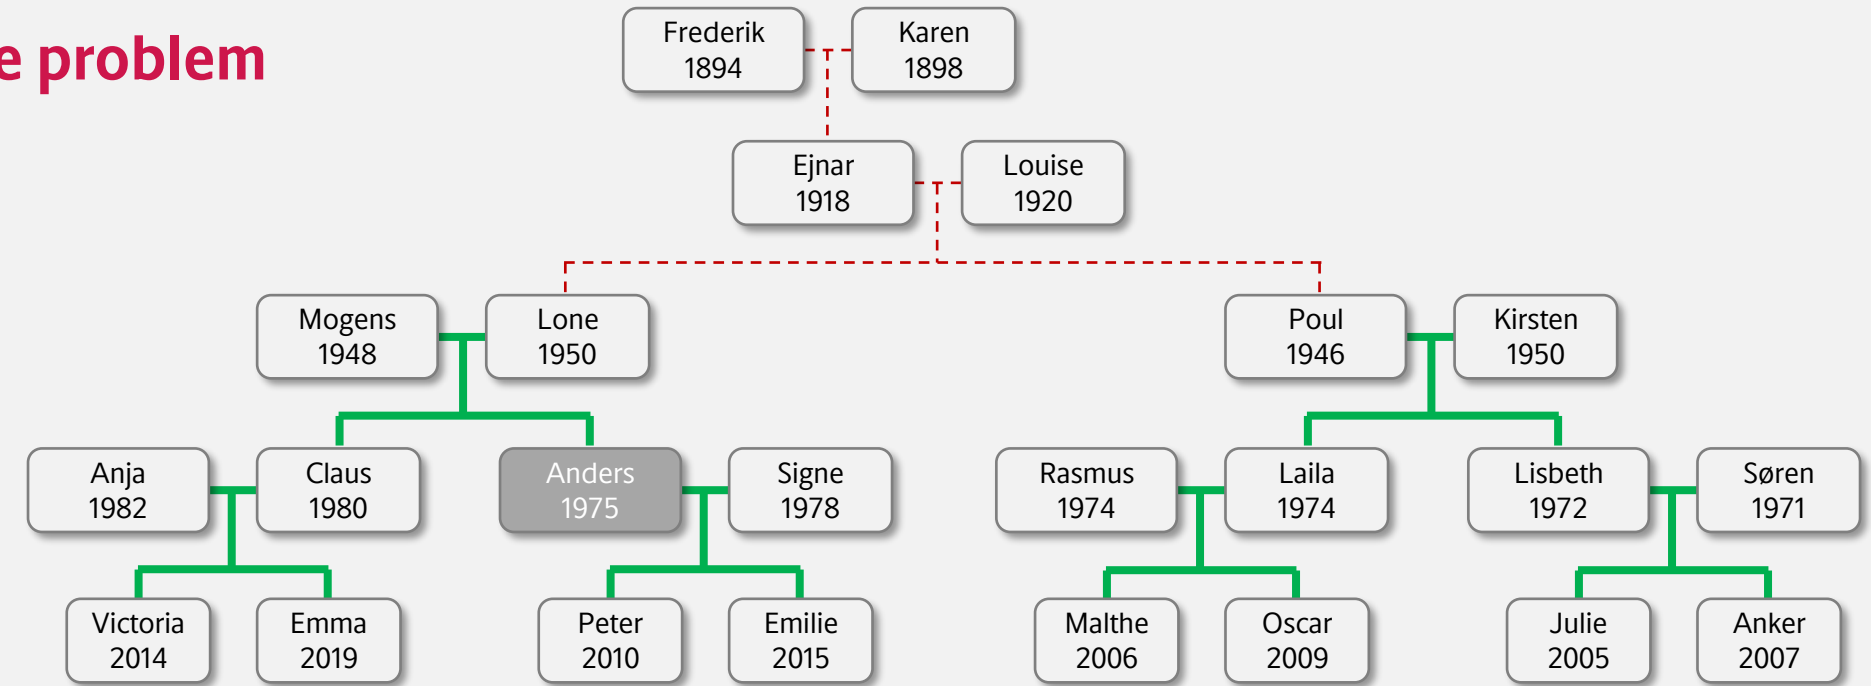 e problem
Frederik
1894
Karen
1898
Ejnar
1918
Louise
1920
Mogens
1948
Lone
1950
Poul
1946
Kirsten
1950
Anja
1982
Claus
1980
Anders
1975
Signe
1978
Rasmus
1974
Laila
1974
Lisbeth
1972
Søren
1971
Victoria
2014
Emma
2019
Peter
2010
Emilie
2015
Malthe
2006
Oscar
2009
Julie
2005
Anker
2007